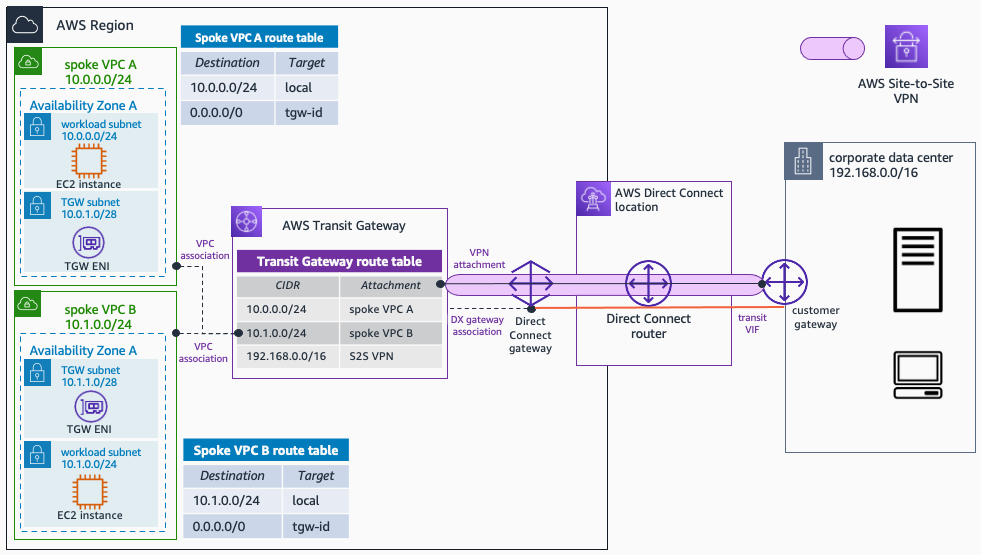 AWS Region
spoke VPC A
10.0.0.0/24
Availability Zone A
workload subnet
10.0.0.0/24
EC2 instance
TGW subnet
10.0.1.0/28
TGW ENI
Spoke VPC A route table
Destination Target
10.0.0.0/24 local
0.0.0.0/0 tgw-id
VPC
association
spoke VPC B
10.1.0.0/24
Availability Zone A
TGW subnet
10.1.1.0/28
TGW ENI
workload subnet
10.1.0.0/24
EC2 instance
VPC
association
Spoke VPC B route table
Destination Target
10.1.0.0/24 local
0.0.0.0/0 tgw-id
AWS Transit Gateway
Transit Gateway route table
CIDR Attachment
10.0.0.0/24 spoke VPC A
10.1.0.0/24 spoke VPC B
192.168.0.0/16 S2S VPN
VPN
attachment
DX gateway
association
Direct
Connect
gateway
AWS Direct Connect
location
Direct Connect
router
transit
VIF
customer
gateway
AWS Site-to-Site
VPN
corporate data center
192.168.0.0/16